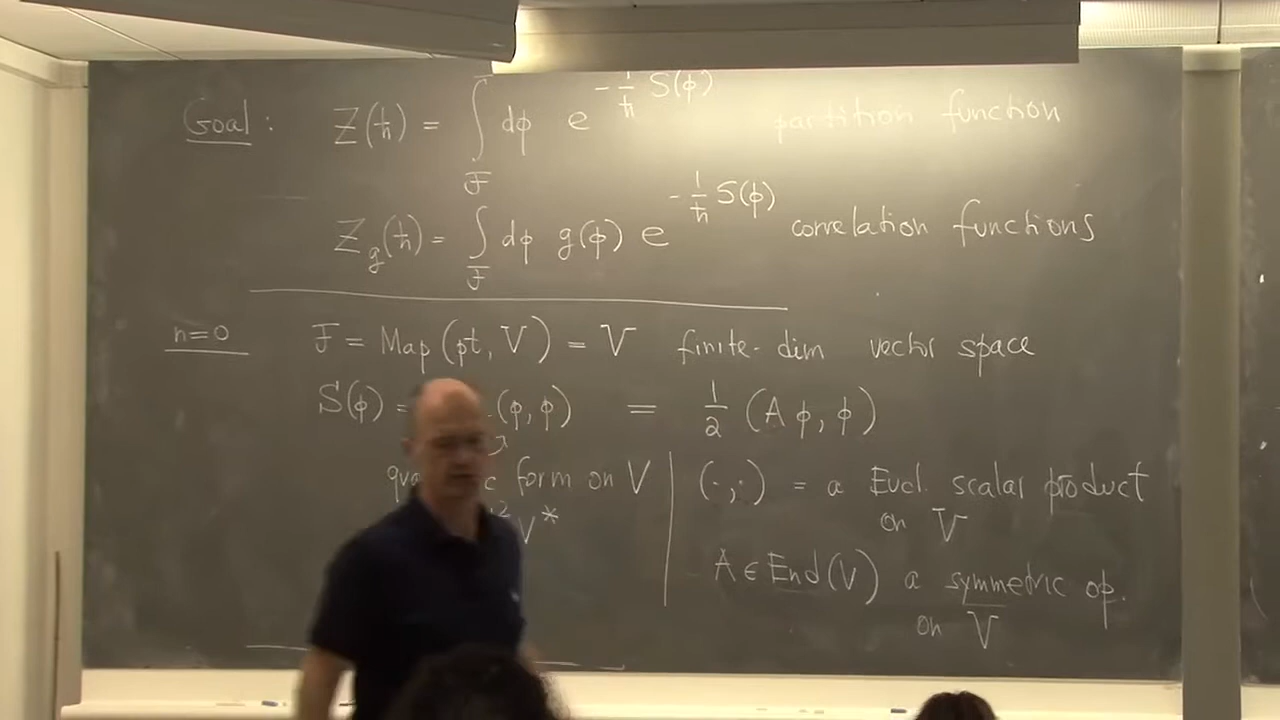 Goal: Z(ħ) = ∫_F dφ e^{-1/ħ S(φ)} partition function
Z_g(ħ) = ∫_F dφ g(φ) e^{-1/ħ S(φ)} correlation functions
n=0 F = Map(pt, V) = V finite-dim vector space
S(φ) = (φ, φ) = 1/2 (Aφ, φ)
form on V | (·,·) = a Eucl. scalar product
on V
V*
A ∈ End(V) a symmetric op.
on V